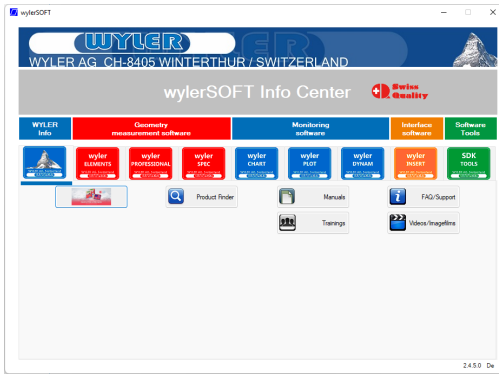 wylerSOFT
WYLER
WYLER AG CH-8405 WINTERTHUR / SWITZERLAND
wylerSOFT Info Center
Swiss
Quality
WYLER
Info
Geometry
measurement software
Monitoring
software
Interface
software
Software
Tools
wyler
ELEMENTS
wyler
PROFESSIONAL
wyler
SPEC
wyler
CHART
wyler
PLOT
wyler
DYNAM
wyler
INSERT
SDK
TOOLS
Product Finder
Manuals
FAQ/Support
Trainings
Videos/Imagefilms
2.4.5.0 De